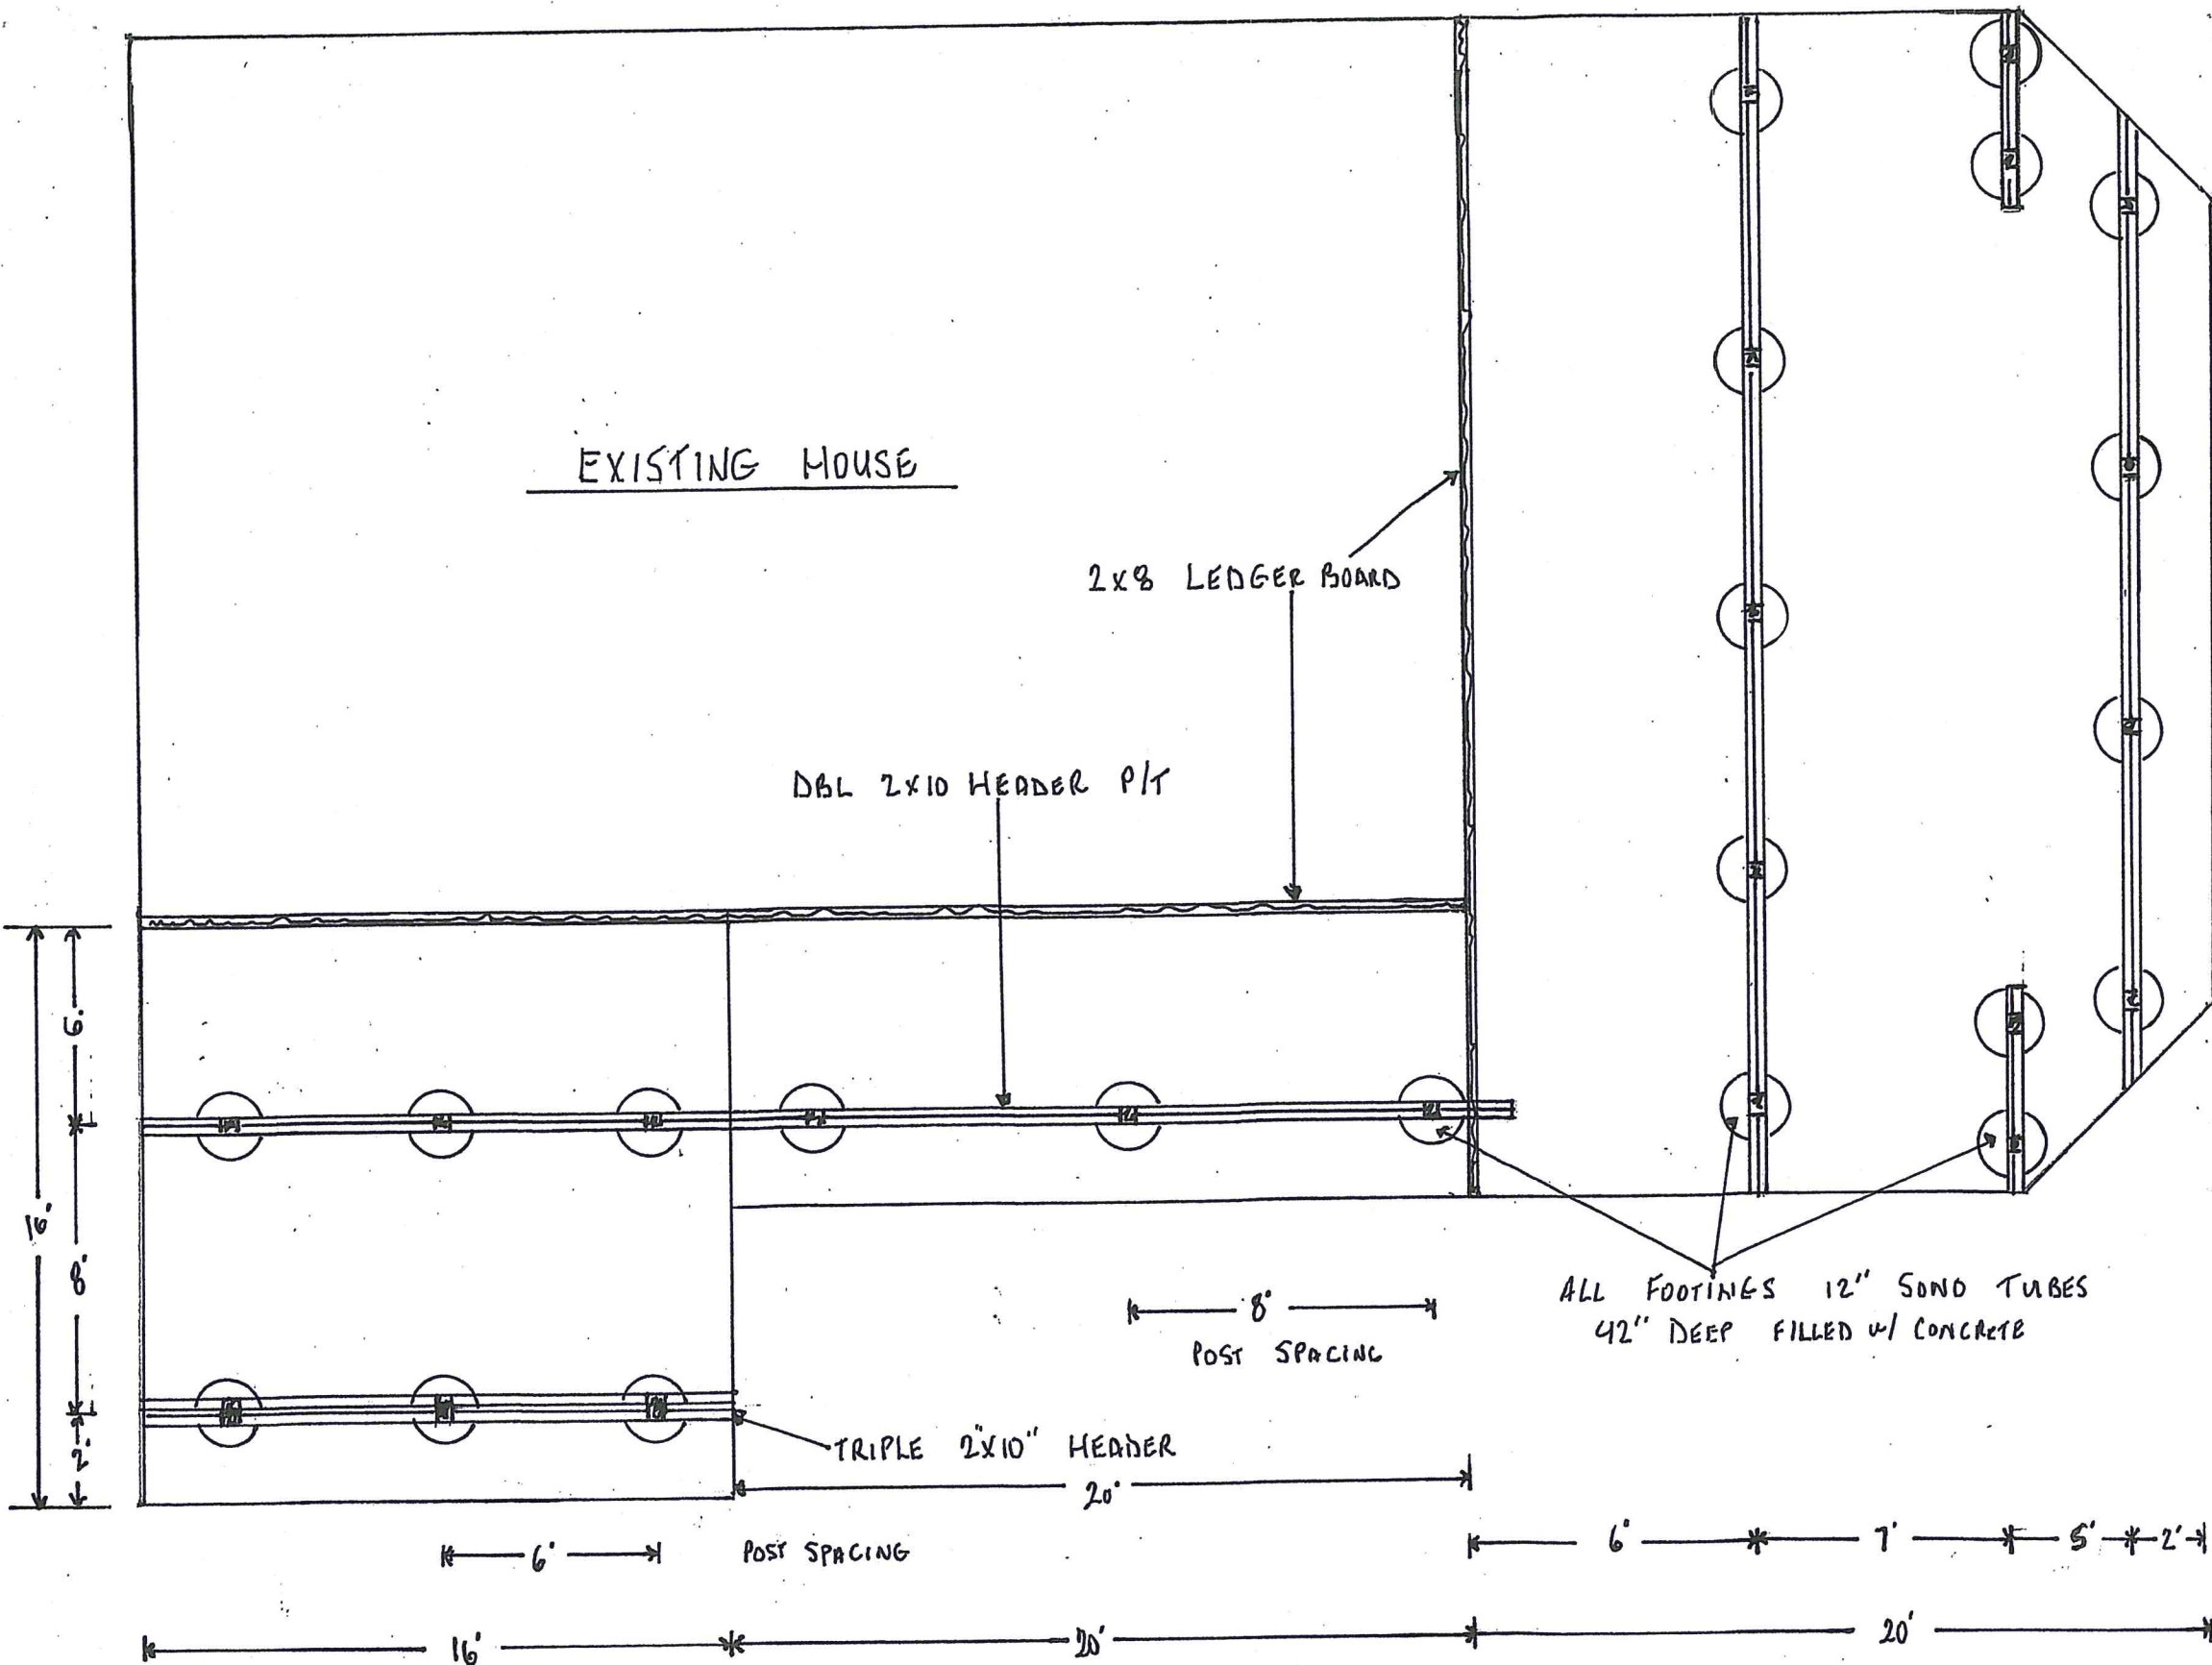 EXISTING HOUSE
2X8 LEDGER BOARD
DBL 2X10 HEADER P/T
6'
16'
8'
2'
8'
POST SPACING
ALL FOOTINGS 12" SONO TUBES
42" DEEP FILLED W/ CONCRETE
TRIPLE 2"X10" HEADER
20'
6'
POST SPACING
6'
7'
5'
2'
16'
20'
20'